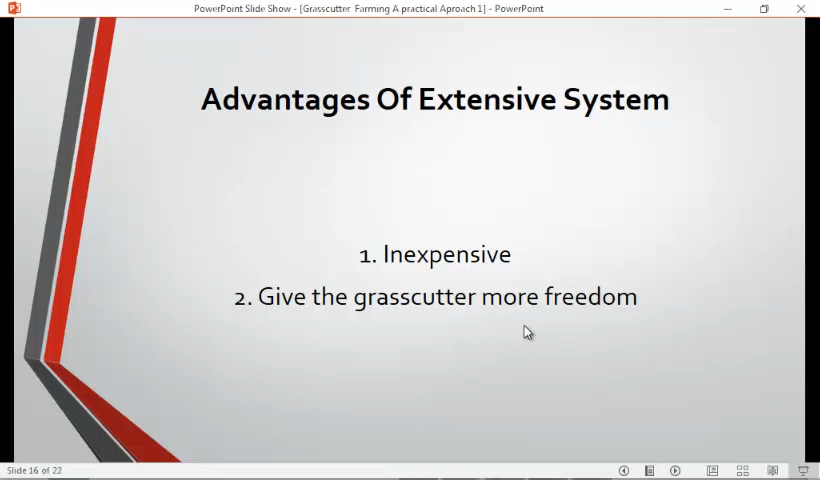 PowerPoint Slide Show - [Grasscutter Farming A practical Aproach 1] - PowerPoint
Advantages Of Extensive System
1. Inexpensive
2. Give the grasscutter more freedom
Slide 16 of 22